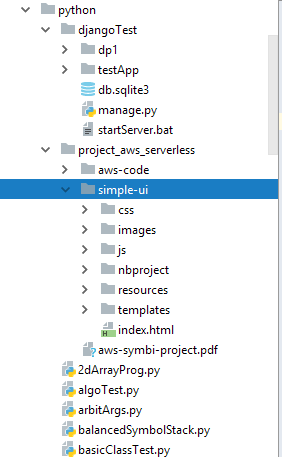 python
djangoTest
dp1
testApp
db.sqlite3
manage.py
startServer.bat
project_aws_serverless
aws-code
simple-ui
css
images
js
nbproject
resources
templates
index.html
aws-symbi-project.pdf
2dArrayProg.py
algoTest.py
arbitArgs.py
balancedSymbolStack.py
basicClassTest.py